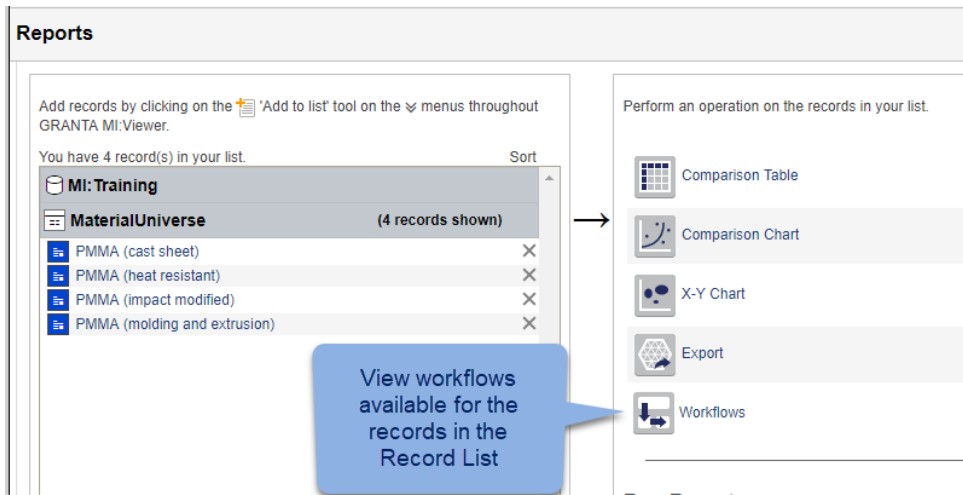 Reports
Add records by clicking on the 'Add to list' tool on the menus throughout
GRANTA MI:Viewer.
You have 4 record(s) in your list.
Sort
MI:Training
MaterialUniverse
(4 records shown)
PMMA (cast sheet)
PMMA (heat resistant)
PMMA (impact modified)
PMMA (molding and extrusion)
View workflows
available for the
records in the
Record List
Perform an operation on the records in your list.
Comparison Table
Comparison Chart
X-Y Chart
Export
Workflows